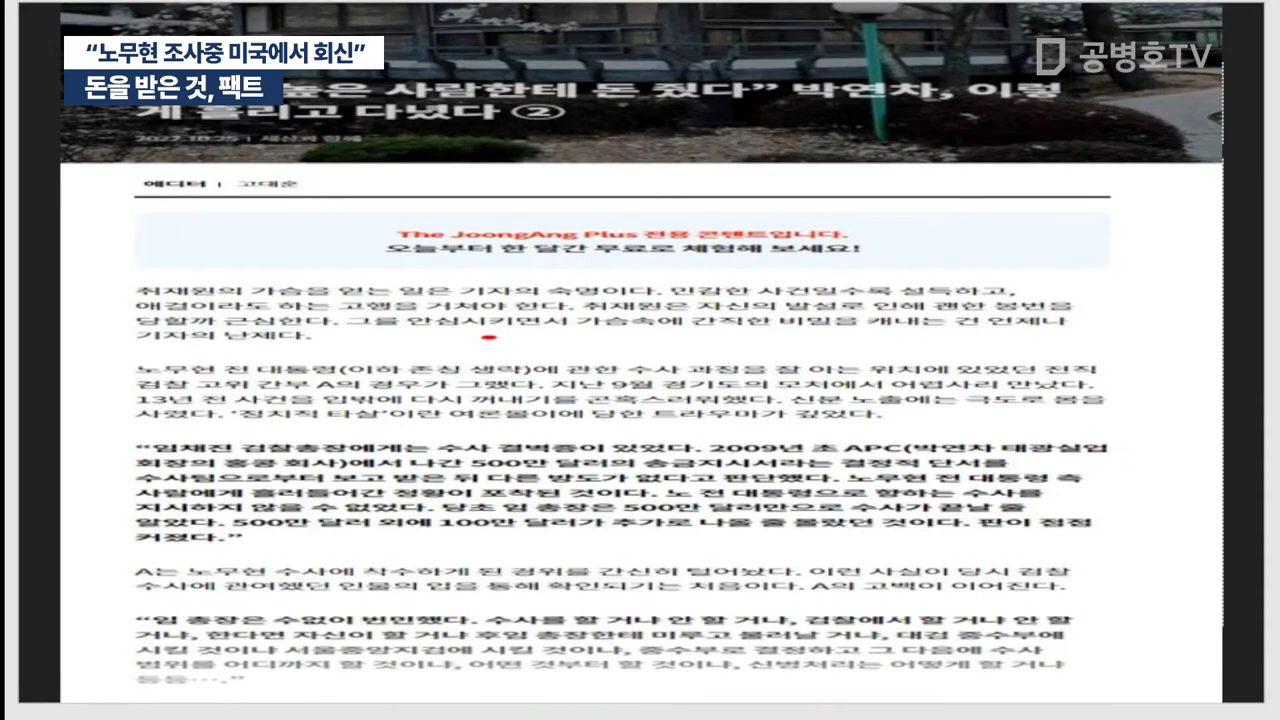 “노무현 조사중 미국에서 회신”
돈을 받은 것, 팩트
공병호TV
높은 사람한테 돈 줬다” 박연차, 이렇
게 흘리고 다녔다 ②
에디터 | 고대훈
The JoongAng Plus 전용 콘텐트입니다.
오늘부터 한 달간 무료로 체험해 보세요!
취재원의 가슴을 얻는 일은 기자의 숙명이다. 민감한 사건일수록 설득하고,
애걸이라도 하는 고행을 거쳐야 한다. 취재원은 자신의 발설로 인해 괜한 봉변을
당할까 근심한다. 그를 안심시키면서 가슴속에 간직한 비밀을 캐내는 건 언제나
기자의 난제다.
노무현 전 대통령(이하 존칭 생략)에 관한 수사 과정을 잘 아는 위치에 있었던 전직
검찰 고위 간부 A의 경우가 그랬다. 지난 9월 경기도의 모처에서 어렵사리 만났다.
13년 전 사건을 입밖에 다시 꺼내기를 곤혹스러워했다. 신분 노출에는 극도로 몸을
사렸다. ‘정치적 타살’이란 여론몰이에 당한 트라우마가 깊었다.
“임채진 검찰총장에게는 수사 결벽증이 있었다. 2009년 초 APC(박연차 태광실업
회장의 홍콩 회사)에서 나간 500만 달러의 송금지시서라는 결정적 단서를
수사팀으로부터 보고 받은 뒤 다른 방도가 없다고 판단했다. 노무현 전 대통령 측
사람에게 흘러들어간 정황이 포착된 것이다. 노 전 대통령으로 향하는 수사를
지시하지 않을 수 없었다. 당초 임 총장은 500만 달러만으로 수사가 끝날 줄
알았다. 500만 달러 외에 100만 달러가 추가로 나올 줄 몰랐던 것이다. 판이 점점
커졌다.”
A는 노무현 수사에 착수하게 된 경위를 간신히 털어놨다. 이런 사실이 당시 검찰
수사에 관여했던 인물의 입을 통해 확인되기는 처음이다. A의 고백이 이어진다.
“임 총장은 수없이 번민했다. 수사를 할 거냐 안 할 거냐, 검찰에서 할 거냐 안 할
거냐, 한다면 자신이 할 거냐 후임 총장한테 미루고 물러날 거냐, 대검 중수부에
시킬 것이냐 서울중앙지검에 시킬 것이냐, 중수부로 결정하고 그 다음에 수사
범위를 어디까지 할 것이냐, 어떤 것부터 할 것이냐, 신병처리는 어떻게 할 거냐
등등….”